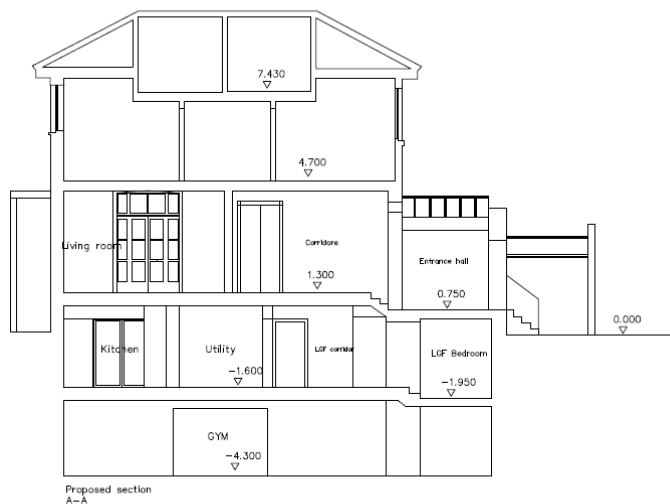 7.430
4.700
Living room
Corridore
Entrance hall
1.300
0.750
0.000
Kitchen
Utility
LGF corridor
LGF Bedroom
-1.600
-1.950
GYM
-4.300
Proposed section
A-A